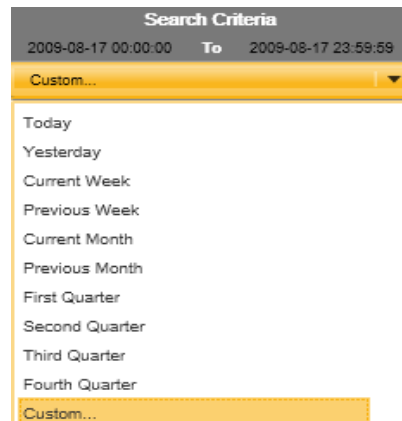 Search Criteria
2009-08-17 00:00:00 To 2009-08-17 23:59:59
Custom...
Today
Yesterday
Current Week
Previous Week
Current Month
Previous Month
First Quarter
Second Quarter
Third Quarter
Fourth Quarter
Custom...